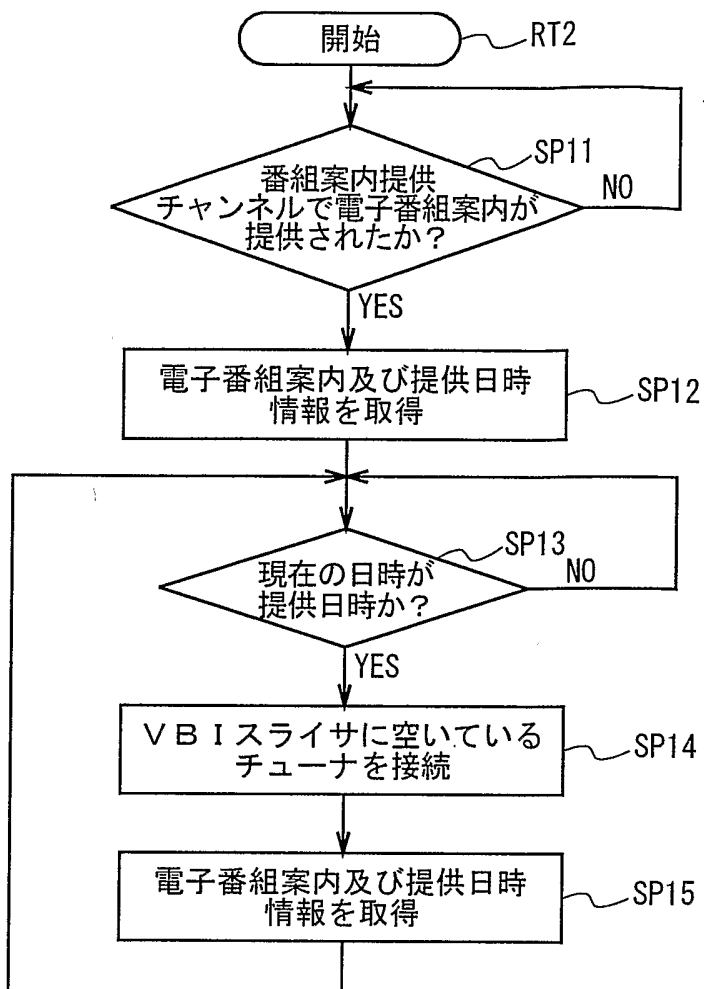 開始
RT2
番組案内提供
チャンネルで電子番組案内が
提供されたか？
SP11
NO
YES
電子番組案内及び提供日時
情報を取得
SP12
現在の日時が
提供日時か？
SP13
NO
YES
ＶＢＩスライサに空いている
チューナを接続
SP14
電子番組案内及び提供日時
情報を取得
SP15